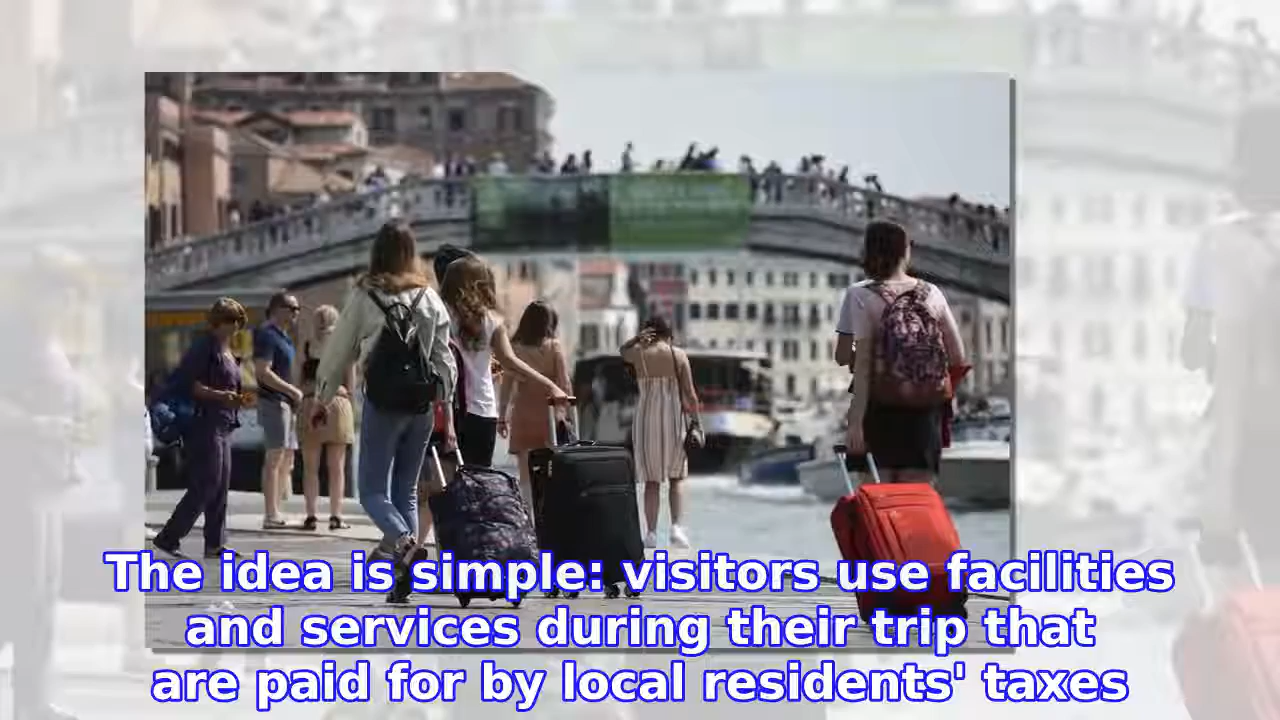 The idea is simple: visitors use facilities
and services during their trip that
are paid for by local residents' taxes